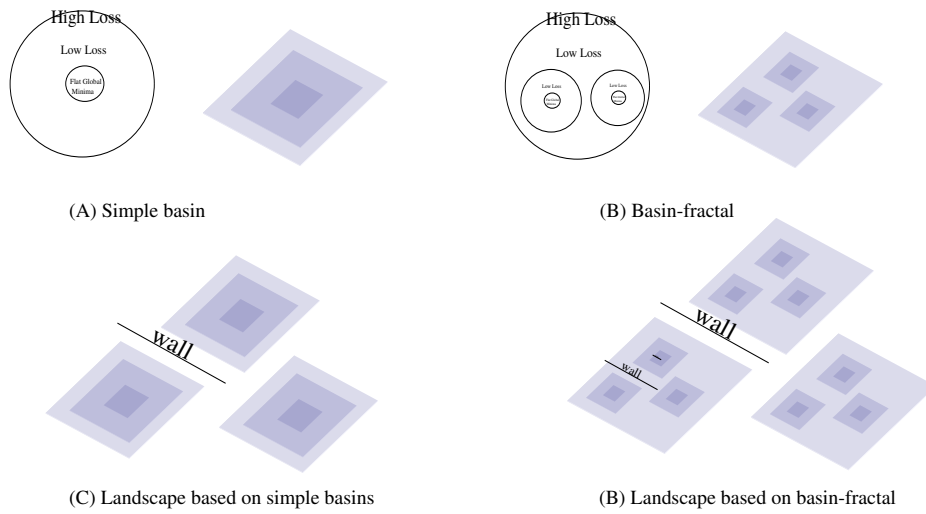 High Loss
Low Loss
Flat Global
Minima
(A) Simple basin
High Loss
Low Loss
Low Loss
Low Loss
(B) Basin-fractal
wall
(C) Landscape based on simple basins
wall
wall
(B) Landscape based on basin-fractal